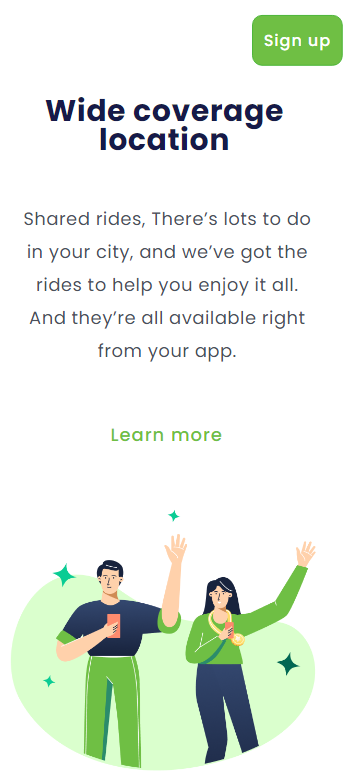 Sign up
Wide coverage
location
Shared rides, There’s lots to do
in your city, and we’ve got the
rides to help you enjoy it all.
And they’re all available right
from your app.
Learn more